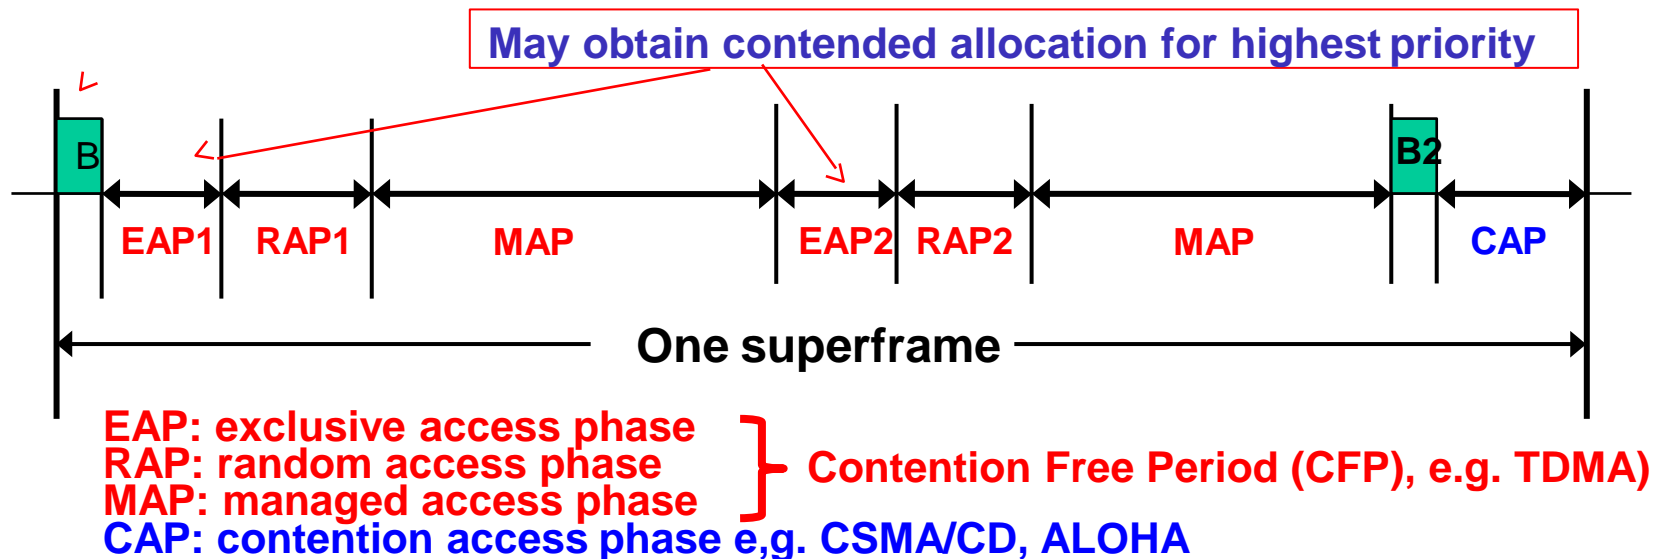 May obtain contended allocation for highest priority
B
B2
EAP1
RAP1
MAP
EAP2
RAP2
MAP
CAP
One superframe
EAP: exclusive access phase
RAP: random access phase
MAP: managed access phase
Contention Free Period (CFP), e.g. TDMA)
CAP: contention access phase e,g. CSMA/CD, ALOHA